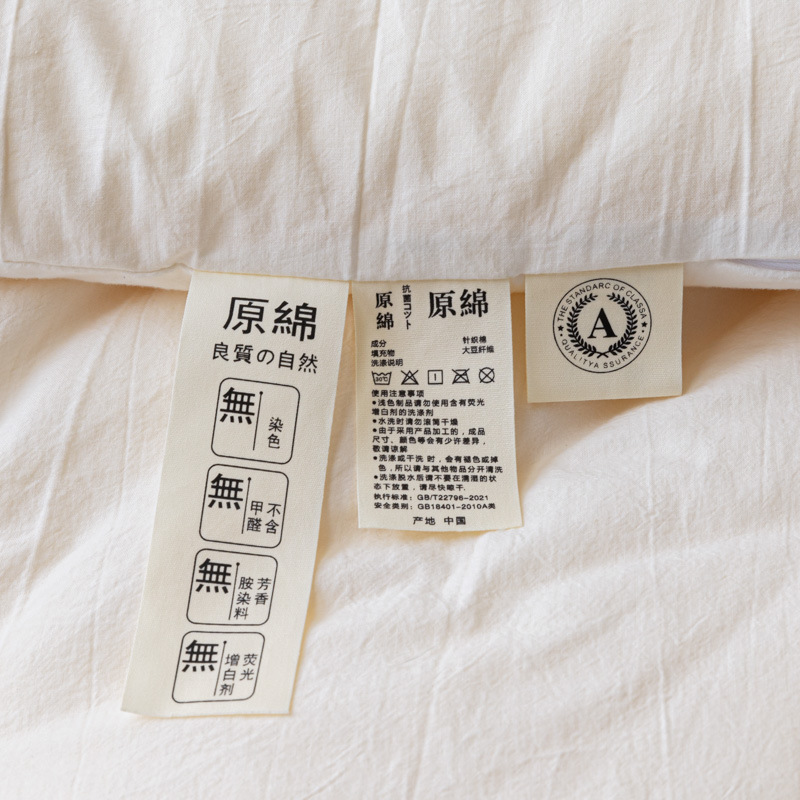 原綿
良質の自然
無
染色
無
不含
甲醛
無
芳香
胺染料
無
荧光
增白剂
原綿
抗菌コツト
原綿
成分 针织棉
填充物 大豆纤维
洗涤说明
使用注意事项
●浅色制品请勿使用含有荧光
增白剂的洗涤剂
●水洗时请勿滚筒干燥
●由于采用产品加工的,成品
尺寸、颜色等会有少许差异,
敬请谅解
●洗涤或干洗时,会有褪色或掉
色,所以请与其他物品分开清洗
●洗涤脱水后请不要在濡湿的状
态下放置,请尽快晾干.
执行标准:GB/T22796-2021
安全类别:GB18401-2010A类
产地 中国
THE STANDARC OF CLASSA
A
QUALITYA SSURANCE